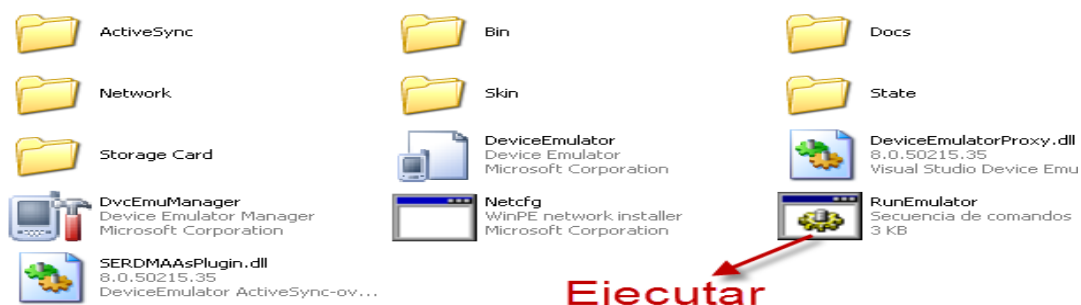 ActiveSync
Bin
Docs
Network
Skin
State
Storage Card
DeviceEmulator
Device Emulator
Microsoft Corporation
DeviceEmulatorProxy.dll
8.0.50215.35
Visual Studio Device Emu
DvcEmuManager
Device Emulator Manager
Microsoft Corporation
Netcfg
WinPE network installer
Microsoft Corporation
RunEmulator
Secuencia de comandos
3 KB
SERDMAAsPlugin.dll
8.0.50215.35
DeviceEmulator ActiveSync-ov...
Ejecutar